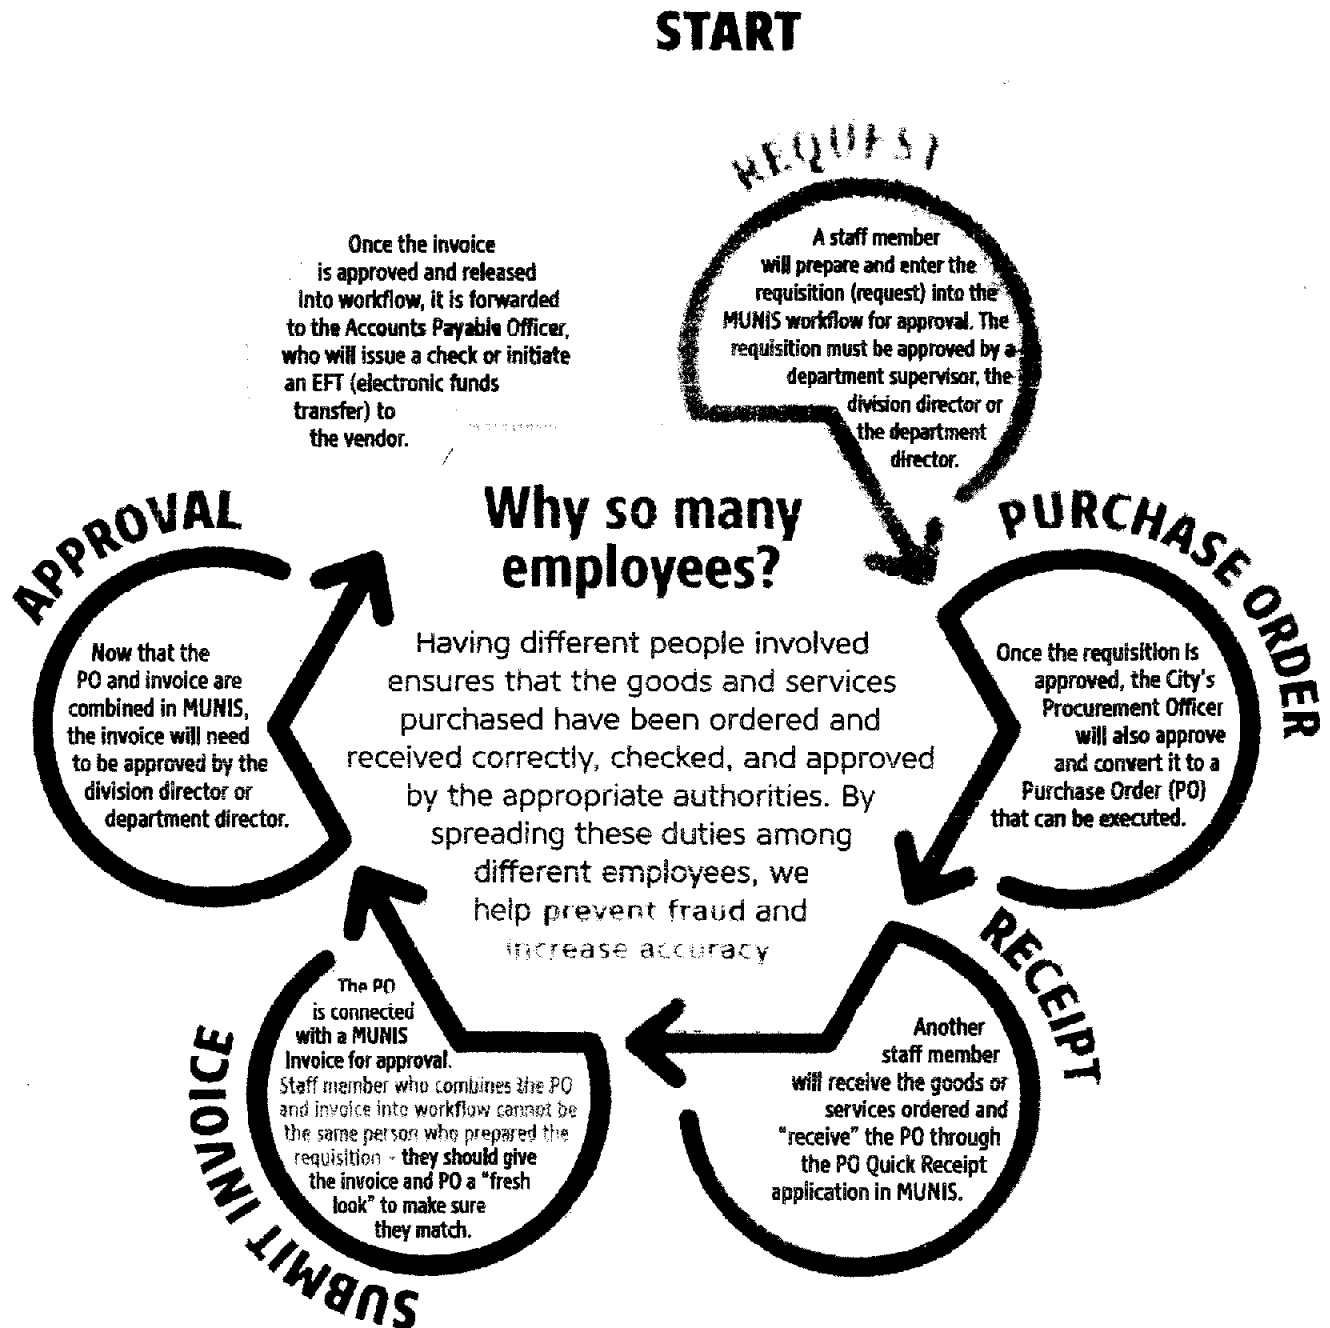 START
REQUEST
A staff member
will prepare and enter the
requisition (request) into the
MUNIS workflow for approval. The
requisition must be approved by a
department supervisor, the
division director or
the department
director.
PURCHASE ORDER
Once the requisition is
approved, the City's
Procurement Officer
will also approve
and convert it to a
Purchase Order (PO)
that can be executed.
RECEIPT
Another
staff member
will receive the goods or
services ordered and
"receive" the PO through
the PO Quick Receipt
application in MUNIS.
SUBMIT INVOICE
The PO
is connected
with a MUNIS
Invoice for approval.
Staff member who combines the PO
and invoice into workflow cannot be
the same person who prepared the
requisition - they should give
the invoice and PO a "fresh
look" to make sure
they match.
APPROVAL
Now that the
PO and invoice are
combined in MUNIS,
the invoice will need
to be approved by the
division director or
department director.
Once the invoice
is approved and released
into workflow, it is forwarded
to the Accounts Payable Officer,
who will issue a check or initiate
an EFT (electronic funds
transfer) to
the vendor.
Why so many
employees?
Having different people involved
ensures that the goods and services
purchased have been ordered and
received correctly, checked, and approved
by the appropriate authorities. By
spreading these duties among
different employees, we
help prevent fraud and
increase accuracy